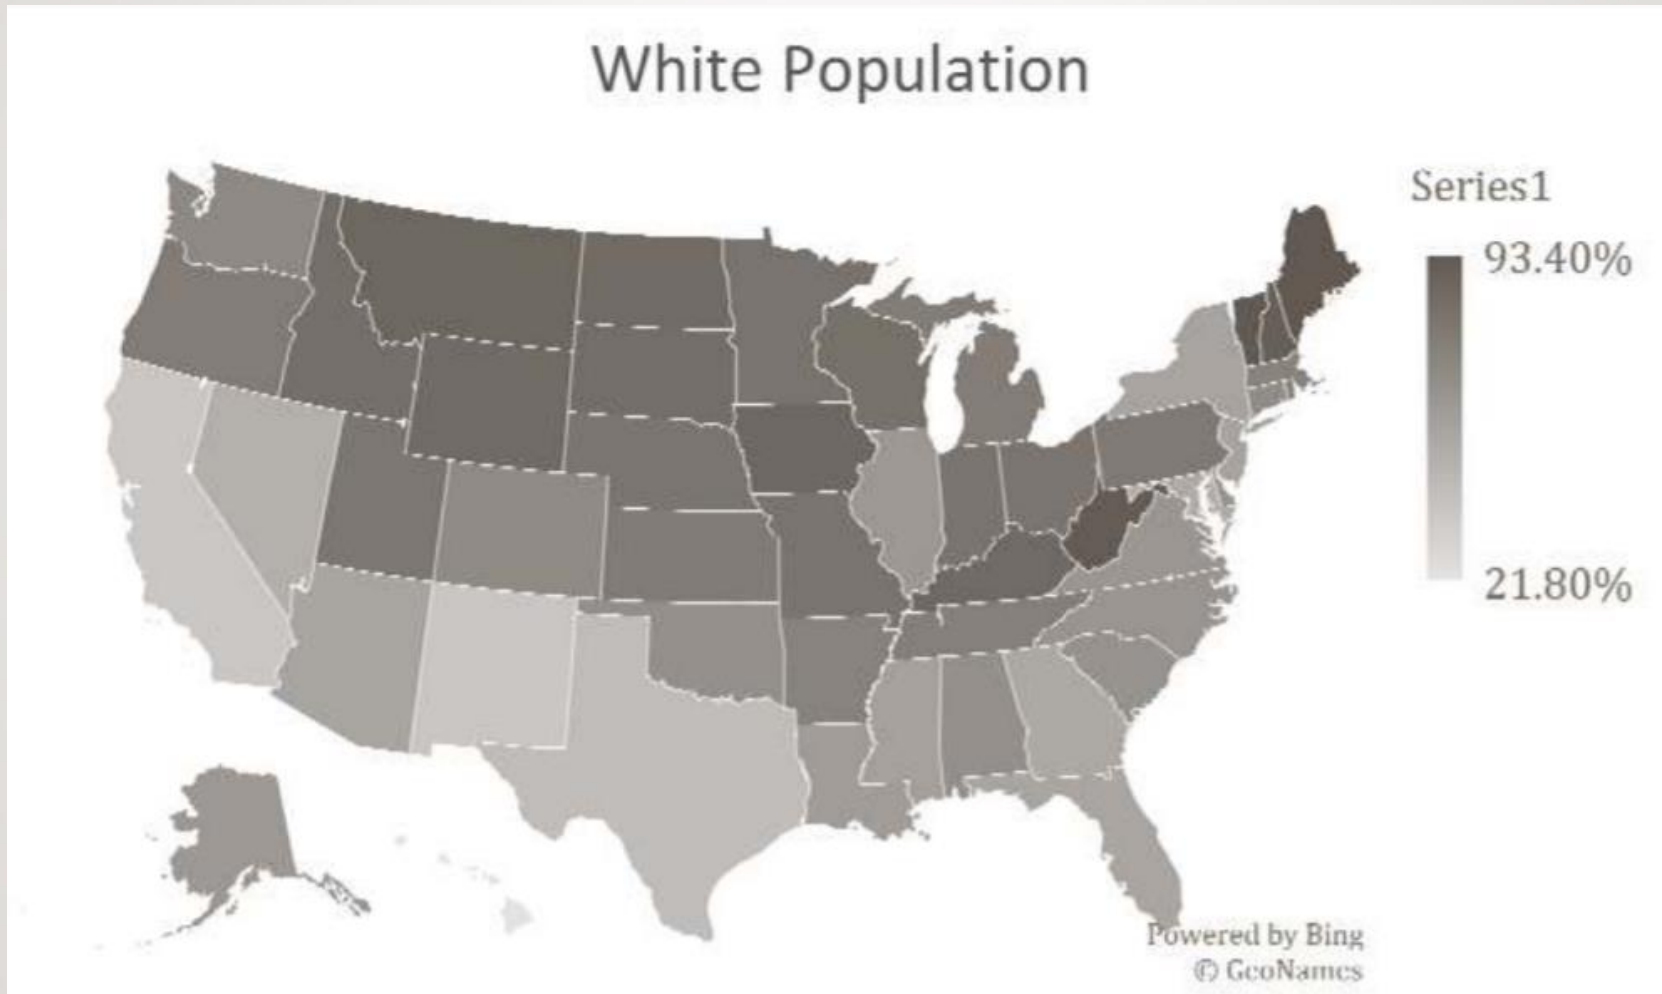 White Population
Series1
93.40%
21.80%
Powered by Bing
© GeoNames